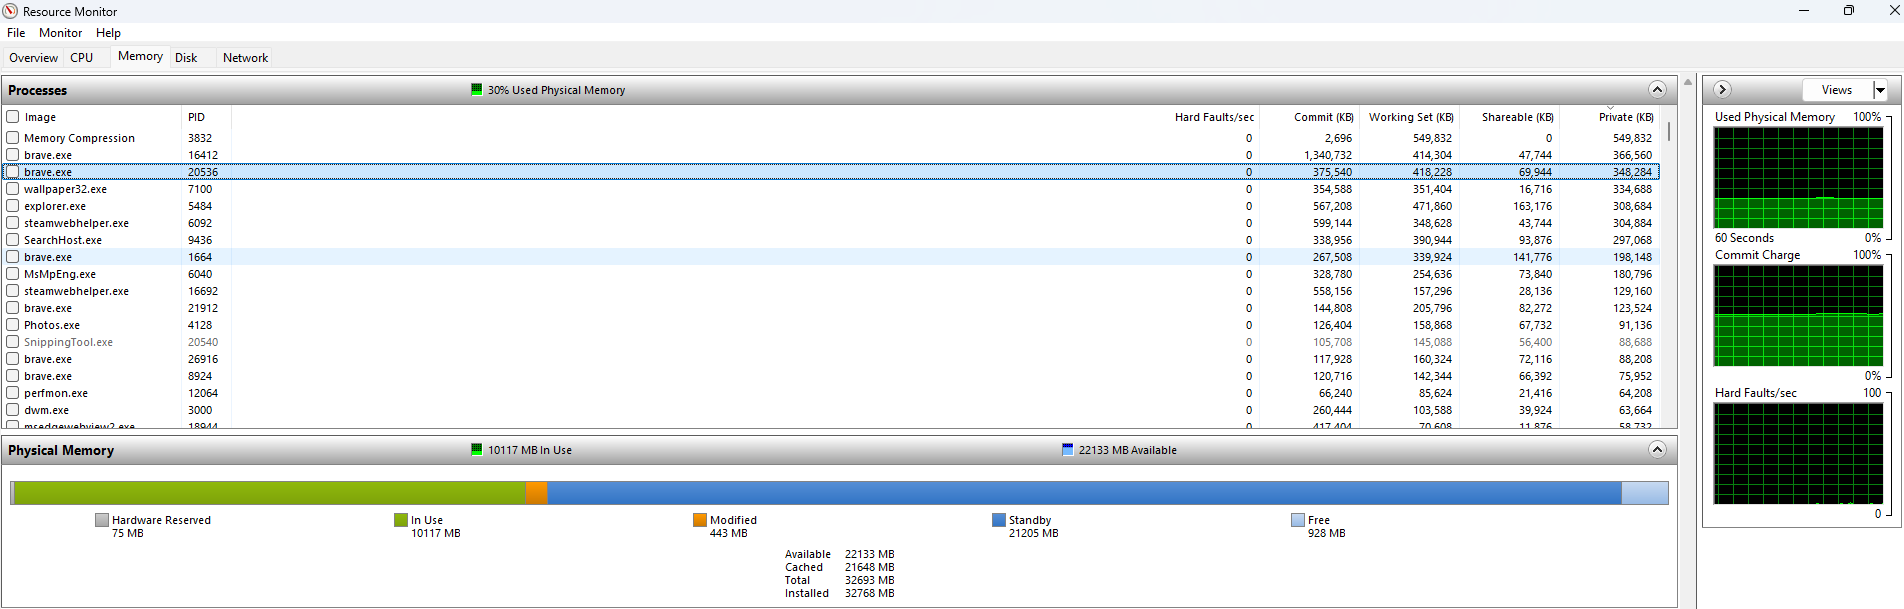 Resource Monitor
File Monitor Help
Overview CPU Memory Disk Network
Processes 30% Used Physical Memory
Image PID Hard Faults/sec Commit (KB) Working Set (KB) Shareable (KB) Private (KB)
Memory Compression 3832 0 2,696 549,832 0 549,832
brave.exe 16412 0 1,340,732 414,304 47,744 366,560
brave.exe 20536 0 375,540 418,228 69,944 348,284
wallpaper32.exe 7100 0 354,588 351,404 16,716 334,688
explorer.exe 5484 0 567,208 471,860 163,176 308,684
steamwebhelper.exe 6092 0 599,144 348,628 43,744 304,884
SearchHost.exe 9436 0 338,956 390,944 93,876 297,068
brave.exe 1664 0 267,508 339,924 141,776 198,148
MsMpEng.exe 6040 0 328,780 254,636 73,840 180,796
steamwebhelper.exe 16692 0 558,156 157,296 28,136 129,160
brave.exe 21912 0 144,808 205,796 82,272 123,524
Photos.exe 4128 0 126,404 158,868 67,732 91,136
SnippingTool.exe 20540 0 105,708 145,088 56,400 88,688
brave.exe 26916 0 117,928 160,324 72,116 88,208
brave.exe 8924 0 120,716 142,344 66,392 75,952
perfmon.exe 12064 0 66,240 85,624 21,416 64,208
dwm.exe 3000 0 260,444 103,588 39,924 63,664
msedgewebview2.exe 18944 0 417,404 70,608 11,876 58,732
Physical Memory 10117 MB In Use 22133 MB Available
Hardware Reserved In Use Modified Standby Free
75 MB 10117 MB 443 MB 21205 MB 928 MB
Available 22133 MB
Cached 21648 MB
Total 32693 MB
Installed 32768 MB
Views
Used Physical Memory 100%
60 Seconds 0%
Commit Charge 100%
0%
Hard Faults/sec 100
0